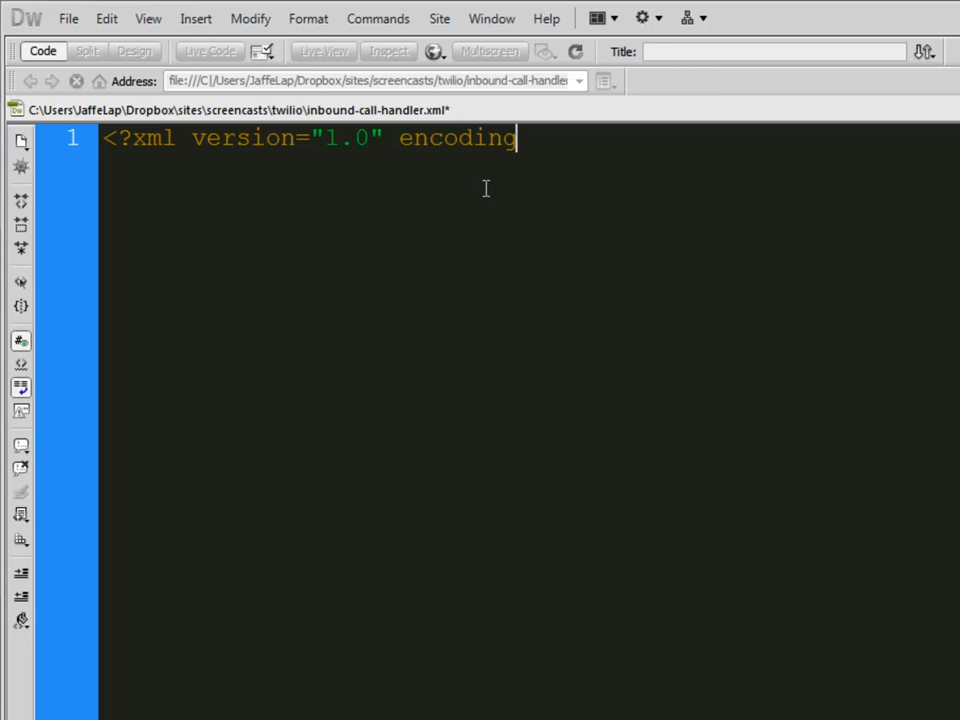 Dw File Edit View Insert Modify Format Commands Site Window Help
Code Split Design Live Code Live View Inspect Multiscreen Title:
Address: file:///C|/Users/JaffeLap/Dropbox/sites/screencasts/twilio/inbound-call-handler
C:\Users\JaffeLap\Dropbox\sites\screencasts\twilio\inbound-call-handler.xml*
1 <?xml version="1.0" encoding